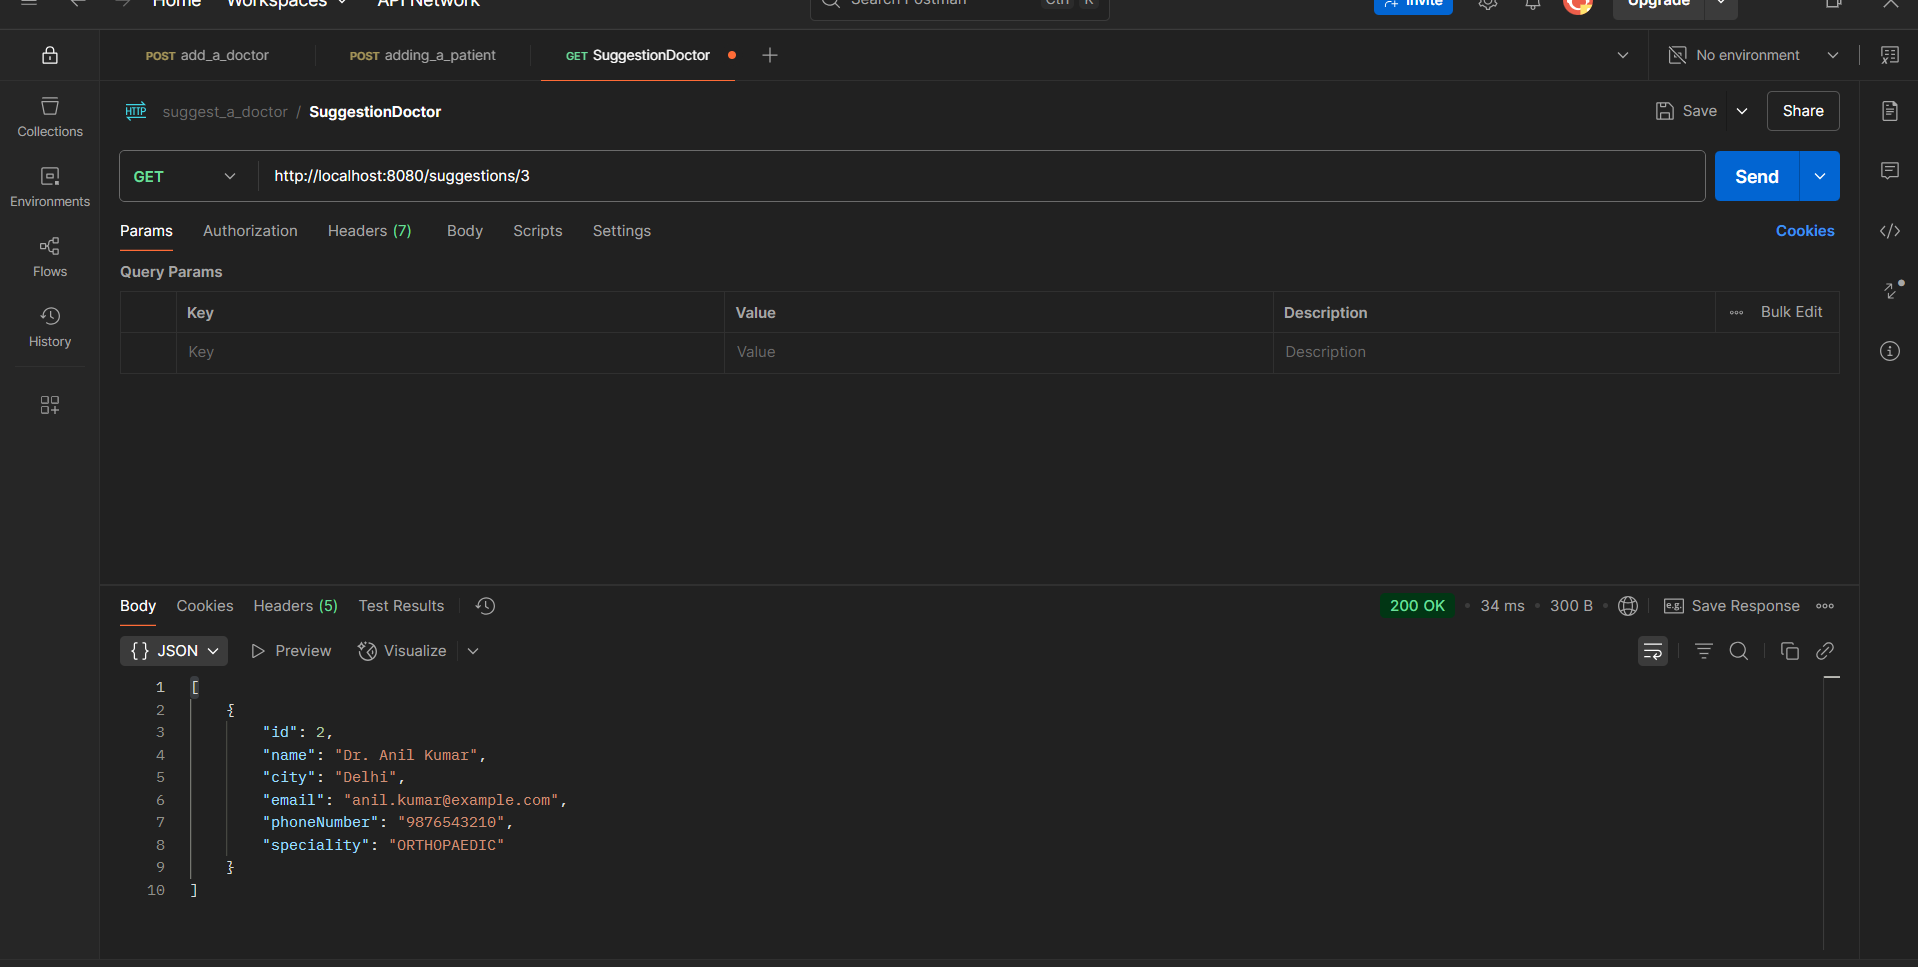 Home Workspaces API Network Search Postman Ctrl K Invite Upgrade
POST add_a_doctor POST adding_a_patient GET SuggestionDoctor No environment
HTTP suggest_a_doctor / SuggestionDoctor Save Share
GET http://localhost:8080/suggestions/3 Send
Params Authorization Headers (7) Body Scripts Settings Cookies
Query Params
Key Value Description Bulk Edit
Key Value Description
Collections
Environments
Flows
History
Body Cookies Headers (5) Test Results 200 OK • 34 ms • 300 B • e.g. Save Response
{} JSON Preview Visualize
1 [
2 {
3 "id": 2,
4 "name": "Dr. Anil Kumar",
5 "city": "Delhi",
6 "email": "anil.kumar@example.com",
7 "phoneNumber": "9876543210",
8 "speciality": "ORTHOPAEDIC"
9 }
10 ]